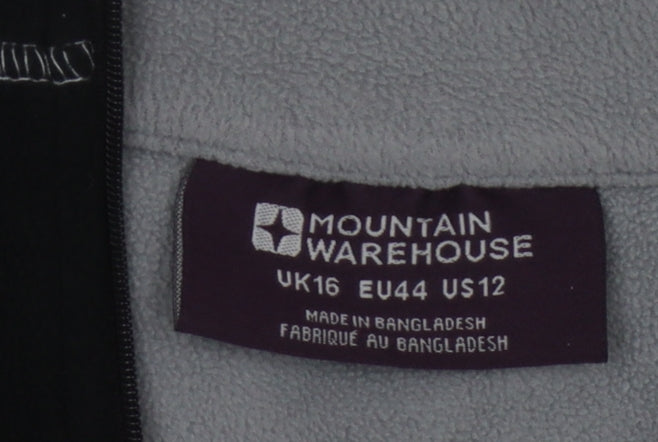 MOUNTAIN
WAREHOUSE
UK16 EU44 US12
MADE IN BANGLADESH
FABRIQUÉ AU BANGLADESH